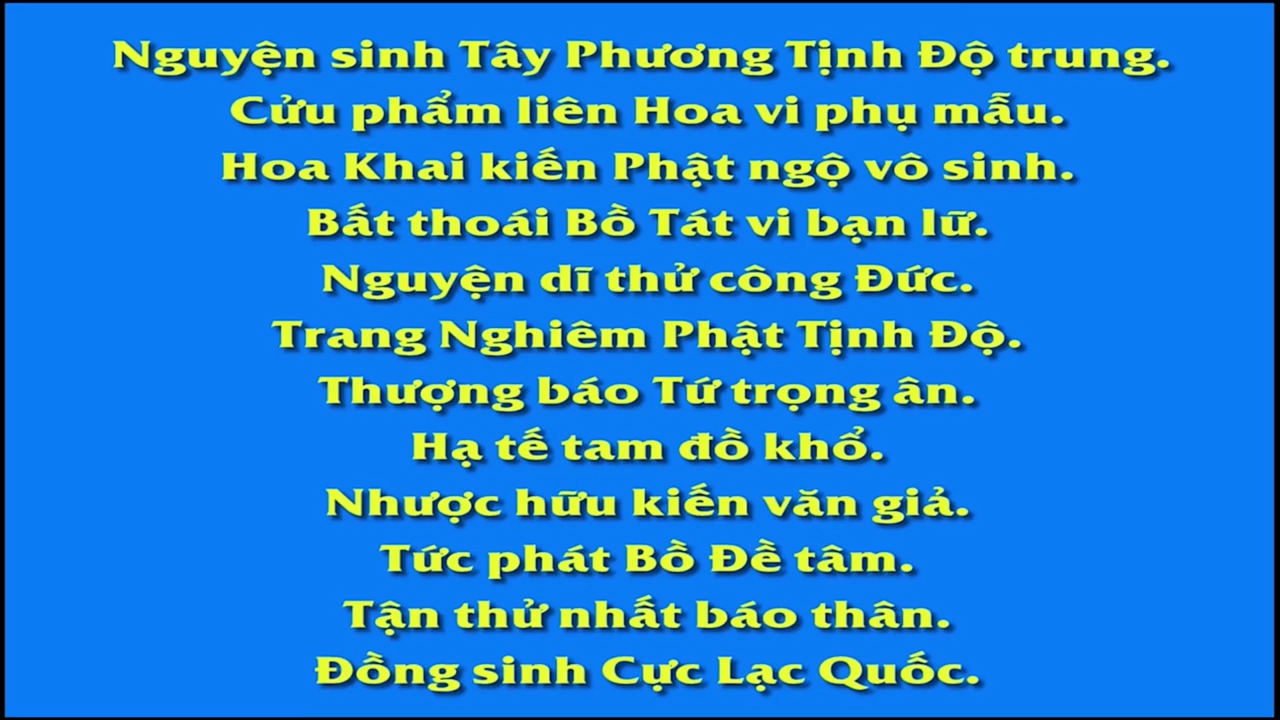 Nguyện sinh Tây Phương Tịnh Độ trung.
Cửu phẩm liên Hoa vi phụ mẫu.
Hoa Khai kiến Phật ngộ vô sinh.
Bất thoái Bồ Tát vi bạn lữ.
Nguyện dĩ thử công Đức.
Trang Nghiêm Phật Tịnh Độ.
Thượng báo Tứ trọng ân.
Hạ tế tam đồ khổ.
Nhược hữu kiến văn giả.
Tức phát Bồ Đề tâm.
Tận thử nhất báo thân.
Đồng sinh Cực Lạc Quốc.